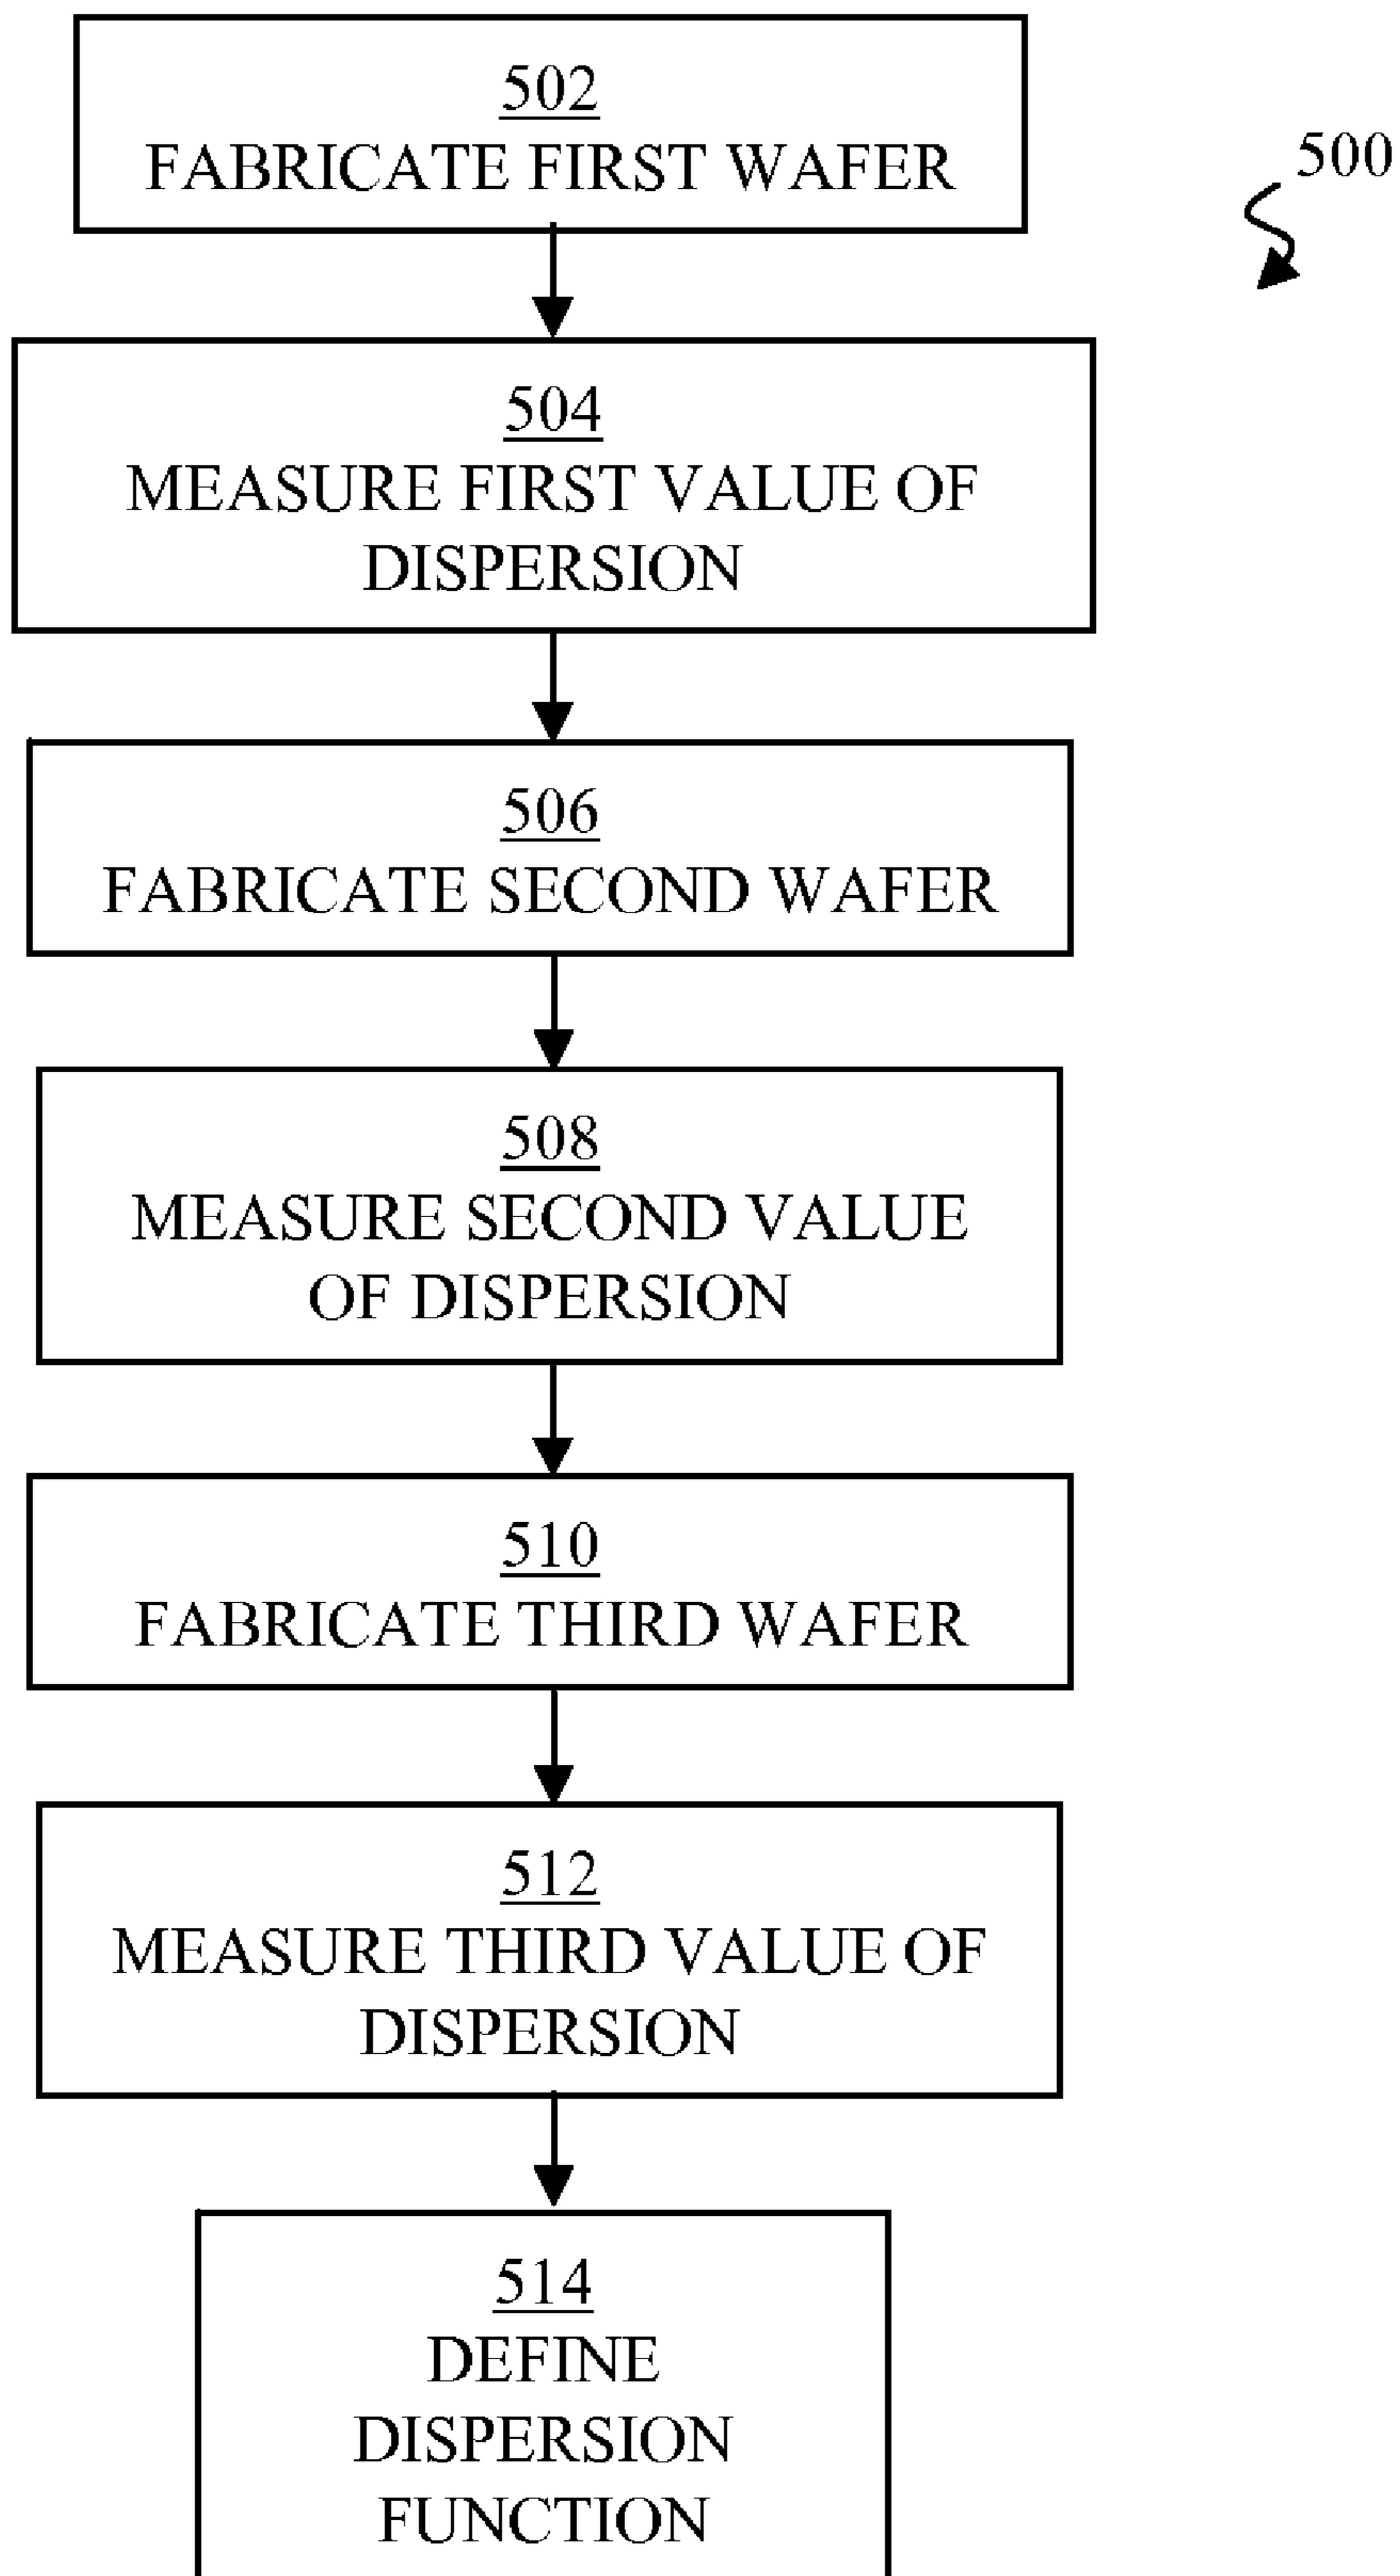 502
FABRICATE FIRST WAFER
500
504
MEASURE FIRST VALUE OF
DISPERSION
506
FABRICATE SECOND WAFER
508
MEASURE SECOND VALUE
OF DISPERSION
510
FABRICATE THIRD WAFER
512
MEASURE THIRD VALUE OF
DISPERSION
514
DEFINE
DISPERSION
FUNCTION